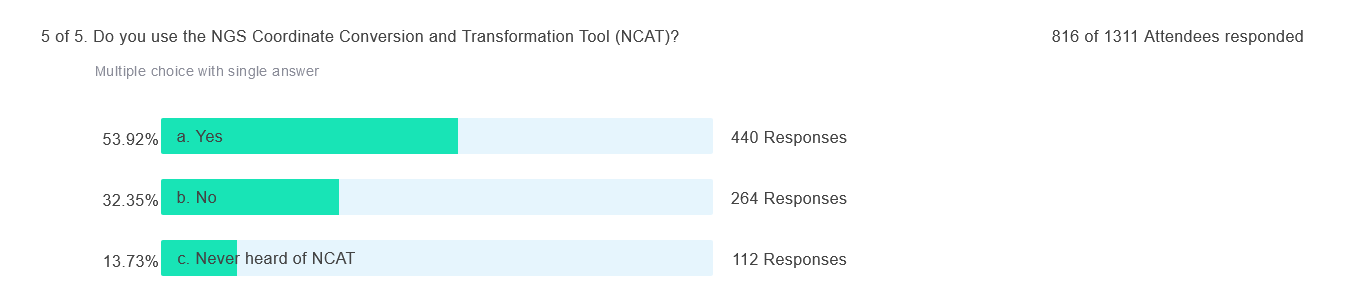 5 of 5. Do you use the NGS Coordinate Conversion and Transformation Tool (NCAT)? 816 of 1311 Attendees responded
Multiple choice with single answer
53.92% a. Yes 440 Responses
32.35% b. No 264 Responses
13.73% c. Never heard of NCAT 112 Responses